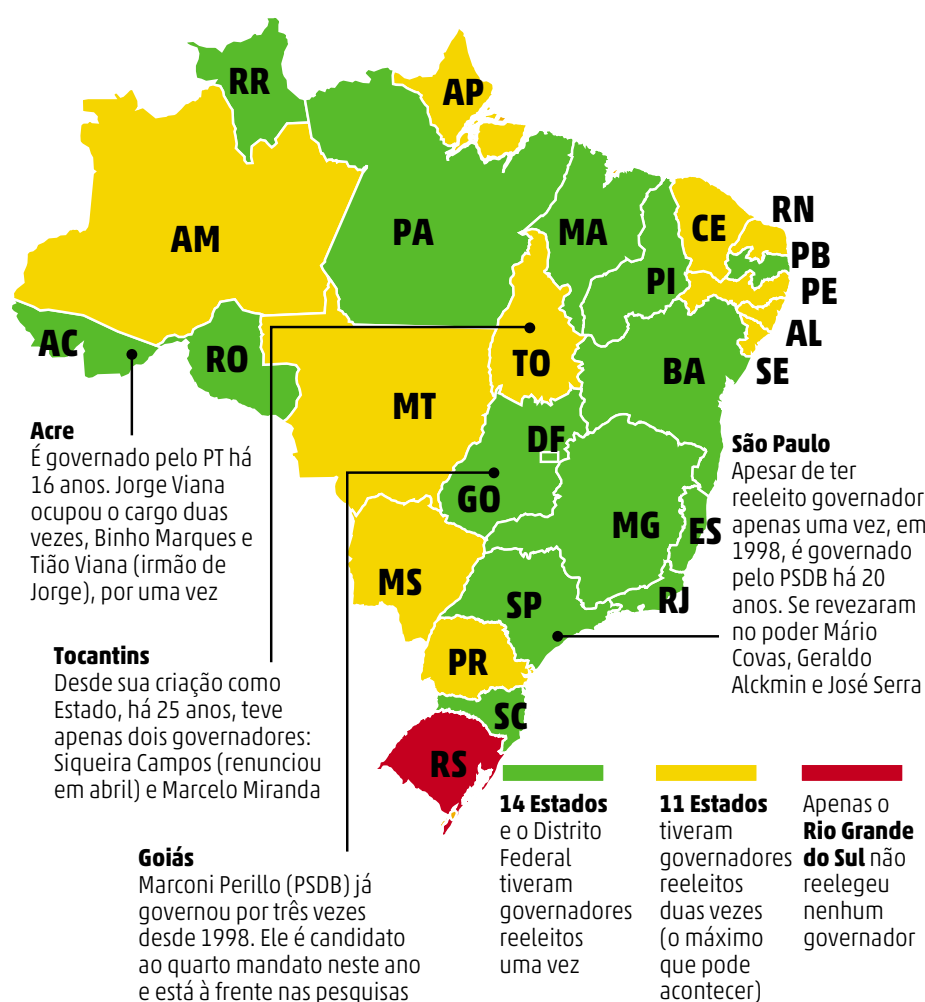 RR
AP
AM
PA
MA
CE
RN
PB
PI
PE
AL
SE
AC
RO
TO
BA
MT
DF
GO
MG
ES
MS
SP
RJ
PR
SC
RS
Acre
É governado pelo PT há
16 anos. Jorge Viana
ocupou o cargo duas
vezes, Binho Marques e
Tião Viana (irmão de
Jorge), por uma vez
Tocantins
Desde sua criação como
Estado, há 25 anos, teve
apenas dois governadores:
Siqueira Campos (renunciou
em abril) e Marcelo Miranda
Goiás
Marconi Perillo (PSDB) já
governou por três vezes
desde 1998. Ele é candidato
ao quarto mandato neste ano
e está à frente nas pesquisas
São Paulo
Apesar de ter
reeleito governador
apenas uma vez, em
1998, é governado
pelo PSDB há 20
anos. Se revezaram
no poder Mário
Covas, Geraldo
Alckmin e José Serra
14 Estados
e o Distrito
Federal
tiveram
governadores
reeleitos
uma vez
11 Estados
tiveram
governadores
reeleitos
duas vezes
(o máximo
que pode
acontecer)
Apenas o
Rio Grande
do Sul não
reelegeu
nenhum
governador